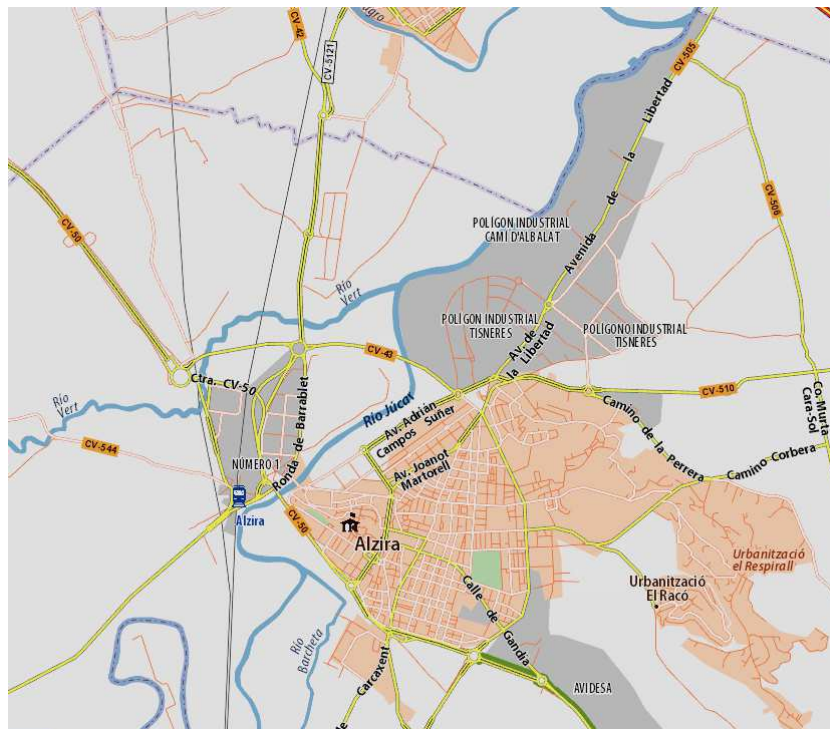 CV-42
CV-5121
agro
CV-505
Libertad
la
de
Avenida
CV-506
CV-50
POLÍGON INDUSTRIAL
CAMÍ D'ALBALAT
Río
Vert
POLÍGON INDUSTRIAL
TISNERES
POLÍGONO INDUSTRIAL
TISNERES
Av. de
la Libertad
CV-43
Ctra. CV-50
Río
Vert
CV-510
Co. Murta
Cara-Sol
Río Júcar
Av. Adrián
Campos Suñer
Camino de la Perrera
Ronda de Barrablet
CV-544
NÚMERO 1
Av. Joanot
Martorell
Camino Corbera
Alzira
CV-50
Alzira
Urbanització
el Respirall
Urbanització
El Racó
Calle de Gandia
Río
Barcheta
de Carcaxent
AVIDESA